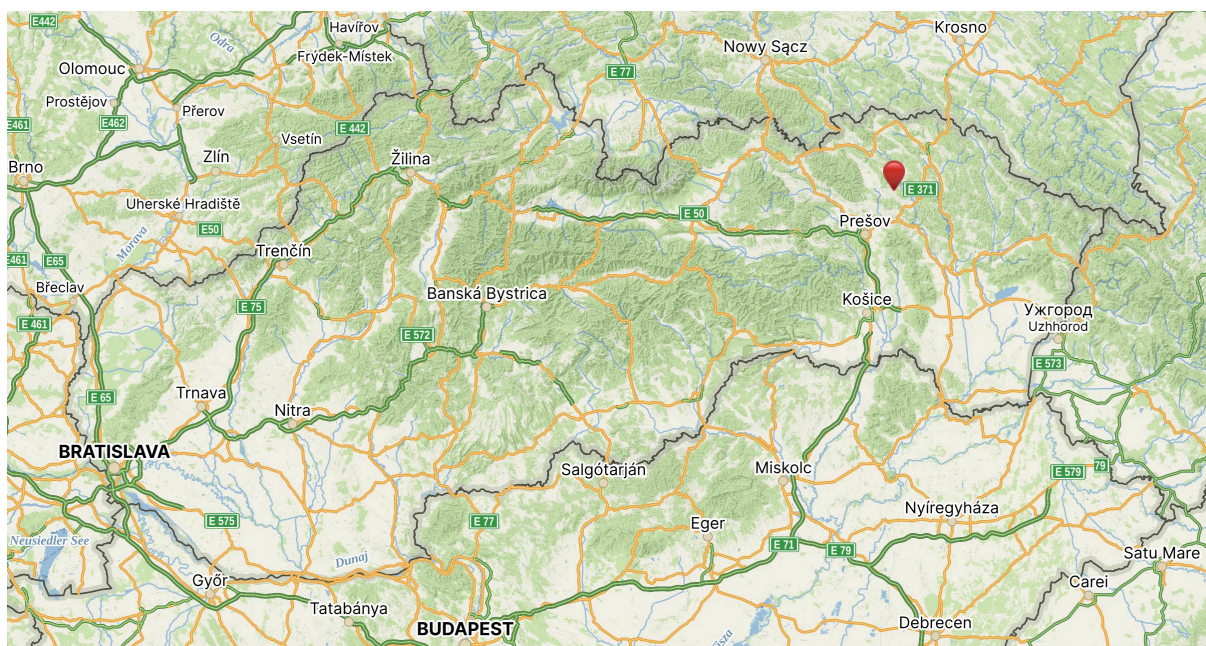 E442
Havířov
Krosno
Odra
Nowy Sącz
Frýdek-Místek
Olomouc
E 77
Prostějov
Přerov
E461
E462
E 442
Vsetín
Zlín
Žilina
Brno
E 371
Uherské Hradiště
E 50
Prešov
E50
Morava
Trenčín
E461
E65
Břeclav
Banská Bystrica
Košice
E 75
Ужгород
E 461
Uzhhorod
E 572
E 573
Trnava
E 65
Nitra
BRATISLAVA
Salgótarján
Miskolc
79
E 579
Nyíregyháza
E 575
E 77
Eger
Neusiedler See
E 71
E 79
Satu Mare
Dunaj
Győr
Carei
Tatabánya
Debrecen
BUDAPEST